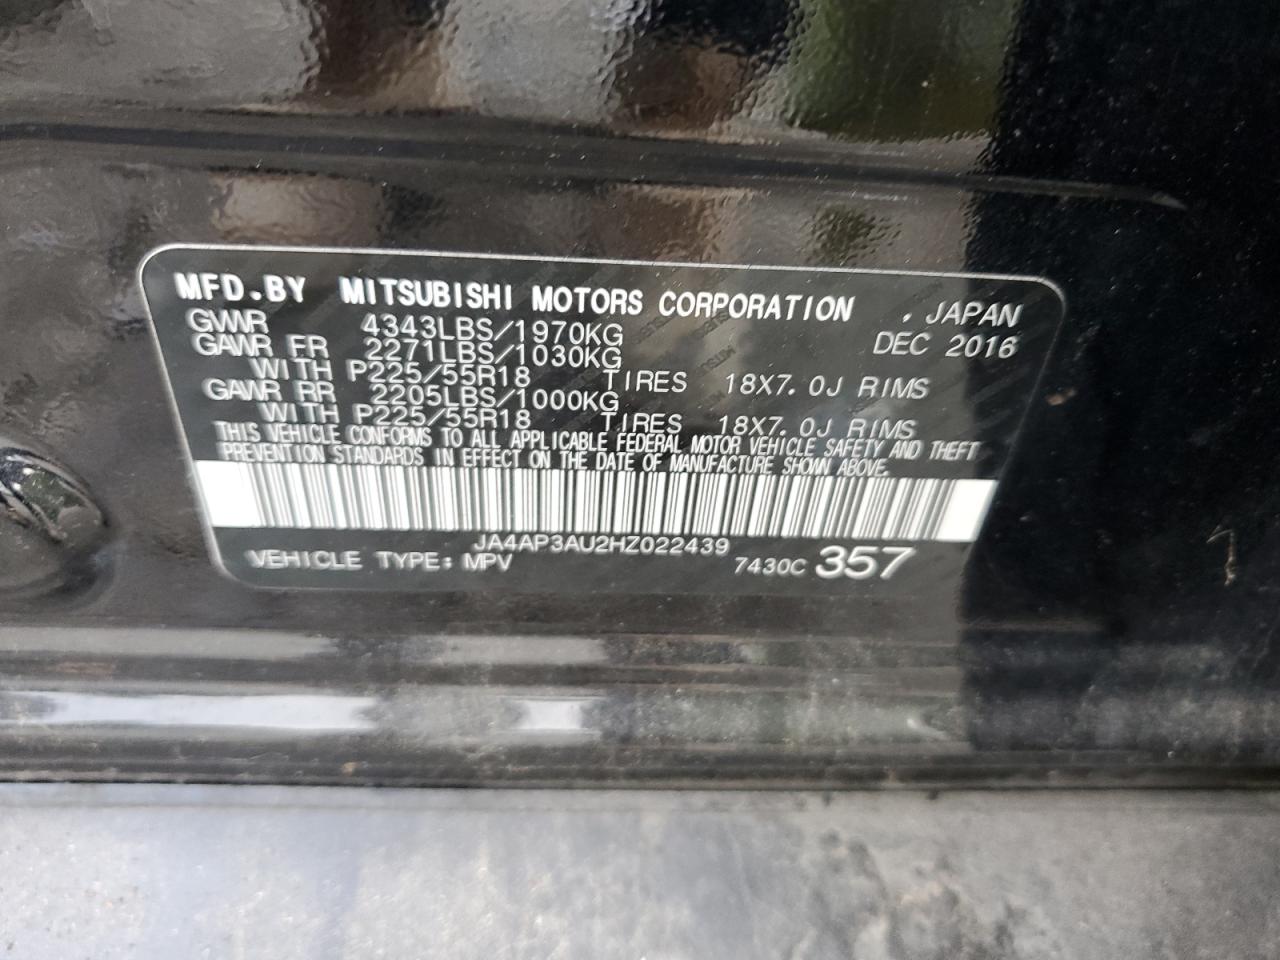 MFD.BY MITSUBISHI MOTORS CORPORATION , JAPAN
GVWR 4343LBS/1970KG DEC 2016
GAWR FR 2271LBS/1030KG
WITH P225/55R18 TIRES 18X7.0J RIMS
GAWR RR 2205LBS/1000KG
WITH P225/55R18 TIRES 18X7.0J RIMS
THIS VEHICLE CONFORMS TO ALL APPLICABLE FEDERAL MOTOR VEHICLE SAFETY AND THEFT
PREVENTION STANDARDS IN EFFECT ON THE DATE OF MANUFACTURE SHOWN ABOVE.
JA4AP3AU2HZ022439
VEHICLE TYPE: MPV 7430C 357